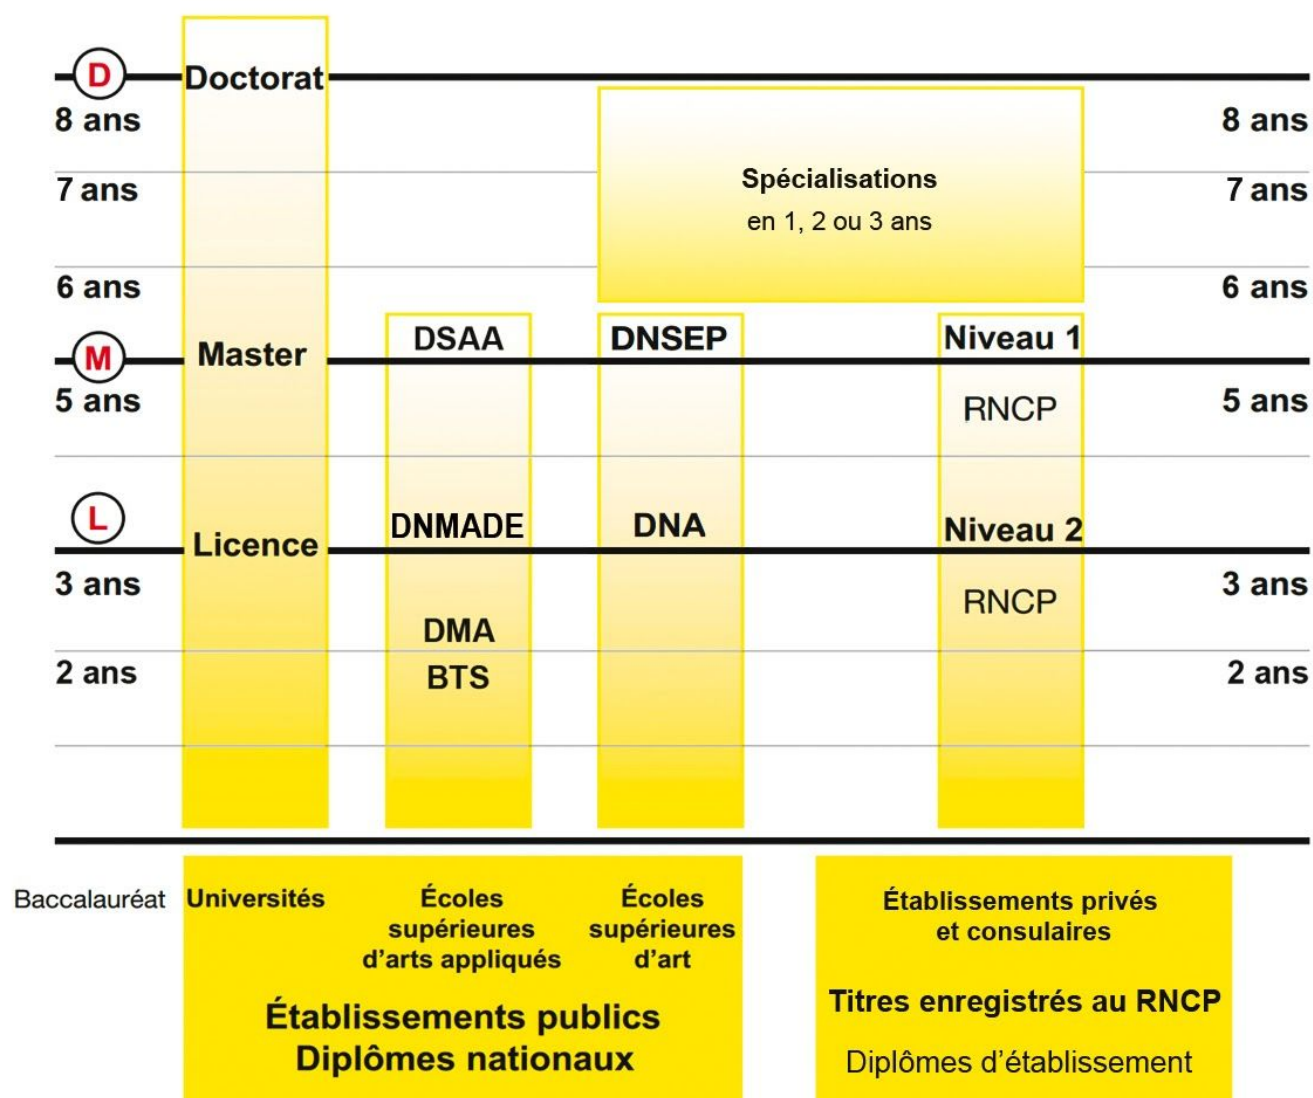 D
Doctorat
8 ans
8 ans
Spécialisations
en 1, 2 ou 3 ans
7 ans
7 ans
6 ans
6 ans
DSAA
DNSEP
Niveau 1
M
Master
5 ans
RNCP
5 ans
L
DNMADE
DNA
Niveau 2
Licence
3 ans
RNCP
3 ans
DMA
2 ans
BTS
2 ans
Baccalauréat
Universités
Écoles
supérieures
d'arts appliqués
Écoles
supérieures
d'art
Établissements publics
Diplômes nationaux
Établissements privés
et consulaires
Titres enregistrés au RNCP
Diplômes d'établissement